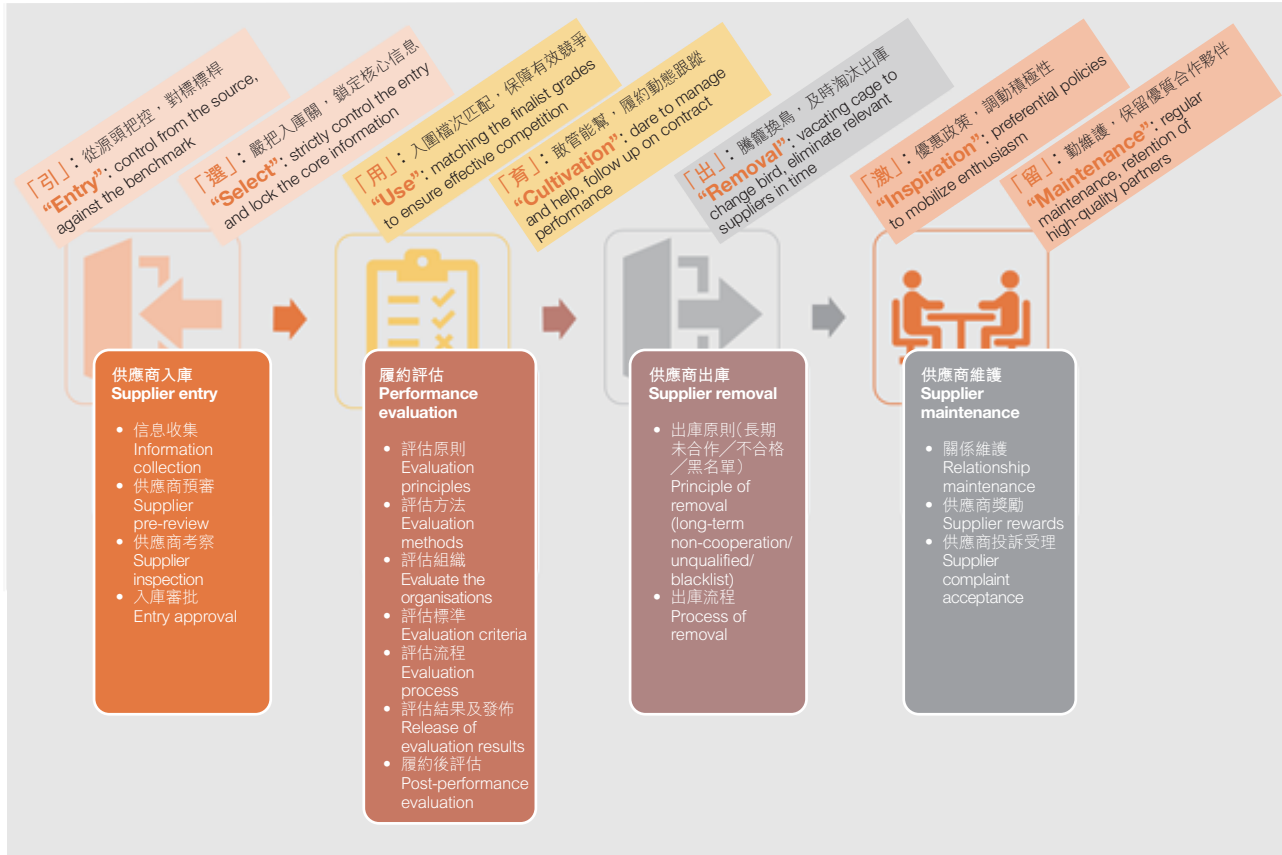 「引」：從源頭把控，對標標桿
“Entry”: control from the source,
against the benchmark
「選」：嚴把入庫關，鎖定核心信息
“Select”: strictly control the entry
and lock the core information
「用」：入圍檔次匹配，保障有效競爭
“Use”: matching the finalist grades
to ensure effective competition
「育」：敢管能幫，履約動態跟蹤
“Cultivation”: dare to manage
and help, follow up on contract
performance
「出」：騰籠換鳥，及時淘汰出庫
“Removal”: vacating cage to
change bird, eliminate relevant
suppliers in time
「激」：優惠政策，調動積極性
“Inspiration”: preferential policies
to mobilize enthusiasm
「留」：勤維護，保留優質合作夥伴
“Maintenance”: regular
maintenance, retention of
high-quality partners
供應商入庫
Supplier entry
• 信息收集
Information
collection
• 供應商預審
Supplier
pre-review
• 供應商考察
Supplier
inspection
• 入庫審批
Entry approval
履約評估
Performance
evaluation
• 評估原則
Evaluation
principles
• 評估方法
Evaluation
methods
• 評估組織
Evaluate the
organisations
• 評估標準
Evaluation criteria
• 評估流程
Evaluation
process
• 評估結果及發佈
Release of
evaluation results
• 履約後評估
Post-performance
evaluation
供應商出庫
Supplier removal
• 出庫原則（長期
未合作／不合格
／黑名單）
Principle of
removal
(long-term
non-cooperation/
unqualified/
blacklist)
• 出庫流程
Process of
removal
供應商維護
Supplier
maintenance
• 關係維護
Relationship
maintenance
• 供應商獎勵
Supplier rewards
• 供應商投訴受理
Supplier
complaint
acceptance